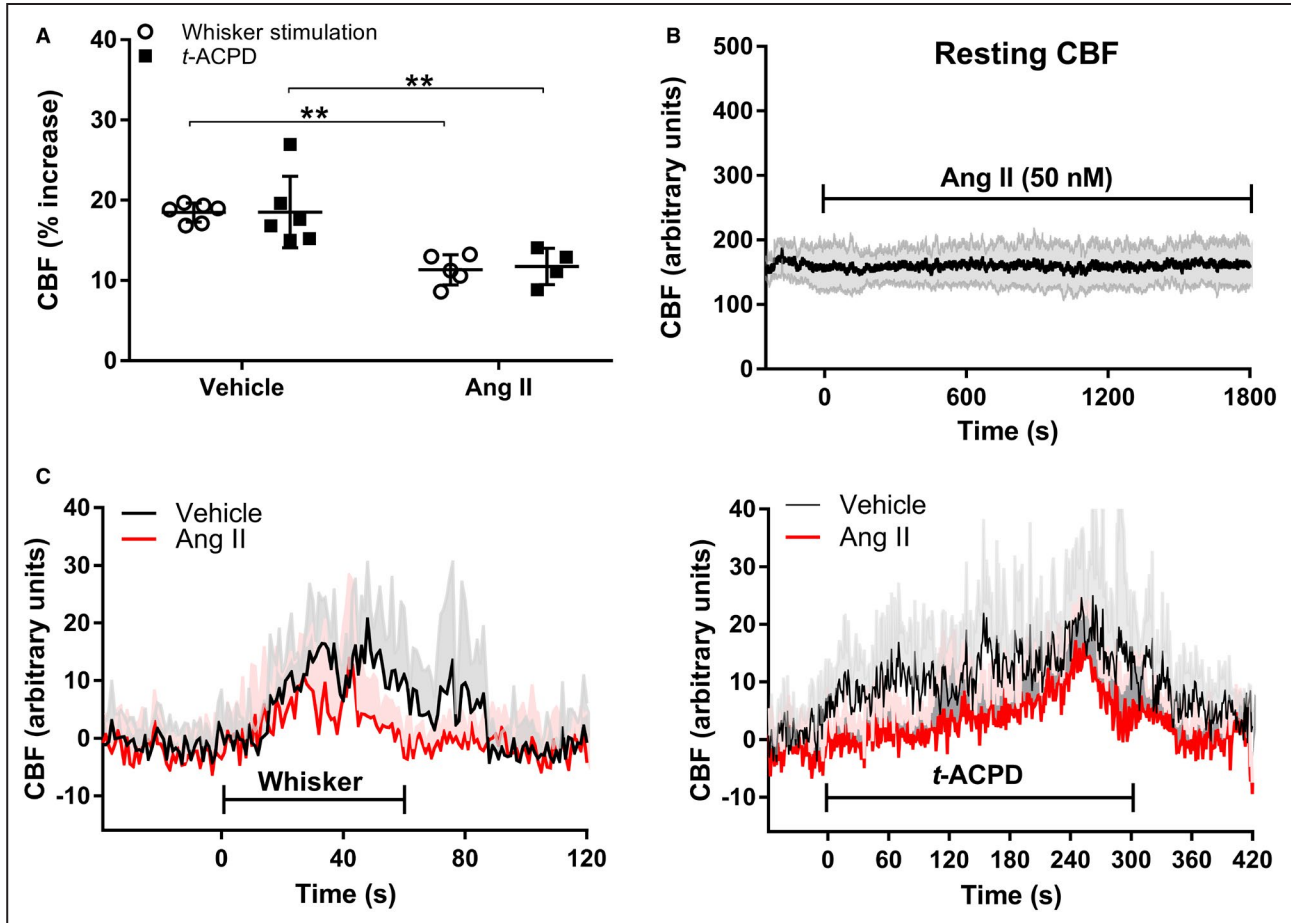 A
Whisker stimulation
t-ACPD
CBF (% increase)
40
30
20
10
0
**
**
Vehicle
Ang II
B
Resting CBF
CBF (arbitrary units)
500
400
300
200
100
0
Ang II (50 nM)
0
600
1200
1800
Time (s)
C
Vehicle
Ang II
CBF (arbitrary units)
40
30
20
10
0
-10
Whisker
0
40
80
120
Time (s)
Vehicle
Ang II
CBF (arbitrary units)
40
30
20
10
0
-10
t-ACPD
0
60
120
180
240
300
360
420
Time (s)